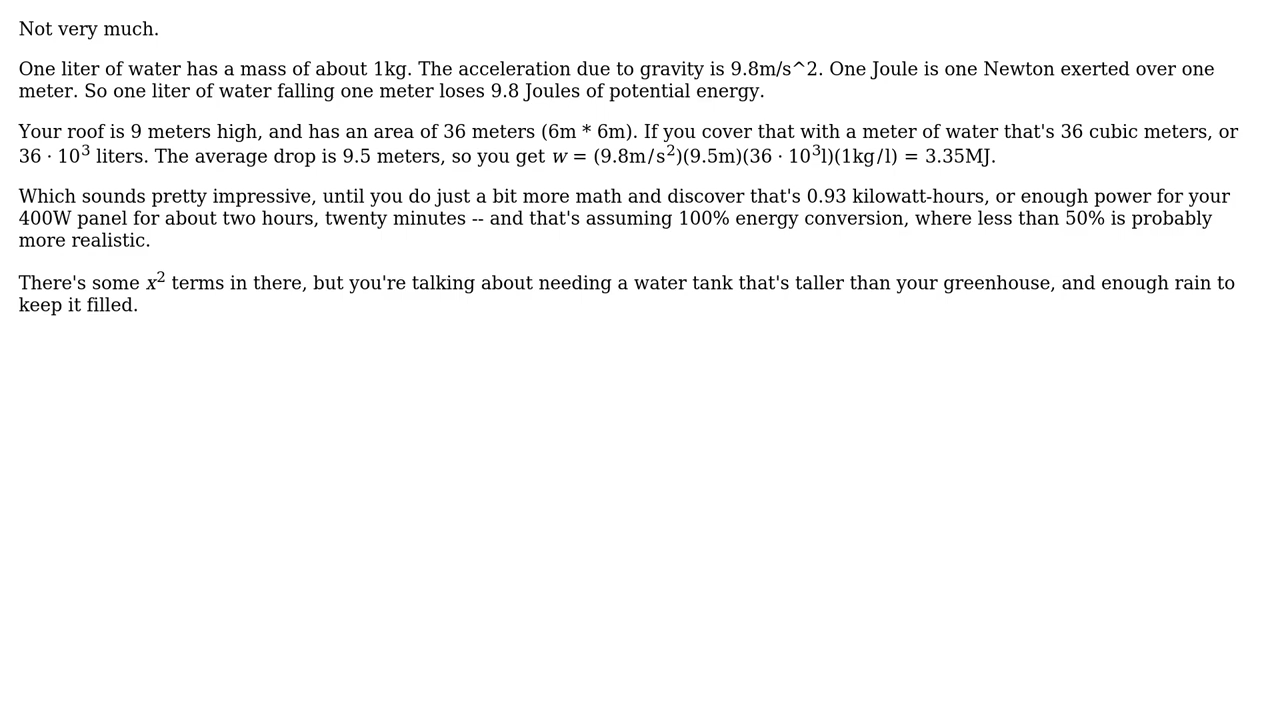 Not very much.
One liter of water has a mass of about 1kg. The acceleration due to gravity is 9.8m/s^2. One Joule is one Newton exerted over one
meter. So one liter of water falling one meter loses 9.8 Joules of potential energy.
Your roof is 9 meters high, and has an area of 36 meters (6m * 6m). If you cover that with a meter of water that's 36 cubic meters, or
36 · 10³ liters. The average drop is 9.5 meters, so you get w = (9.8m/s²)(9.5m)(36 · 10³l)(1kg/l) = 3.35MJ.
Which sounds pretty impressive, until you do just a bit more math and discover that's 0.93 kilowatt-hours, or enough power for your
400W panel for about two hours, twenty minutes -- and that's assuming 100% energy conversion, where less than 50% is probably
more realistic.
There's some x² terms in there, but you're talking about needing a water tank that's taller than your greenhouse, and enough rain to
keep it filled.